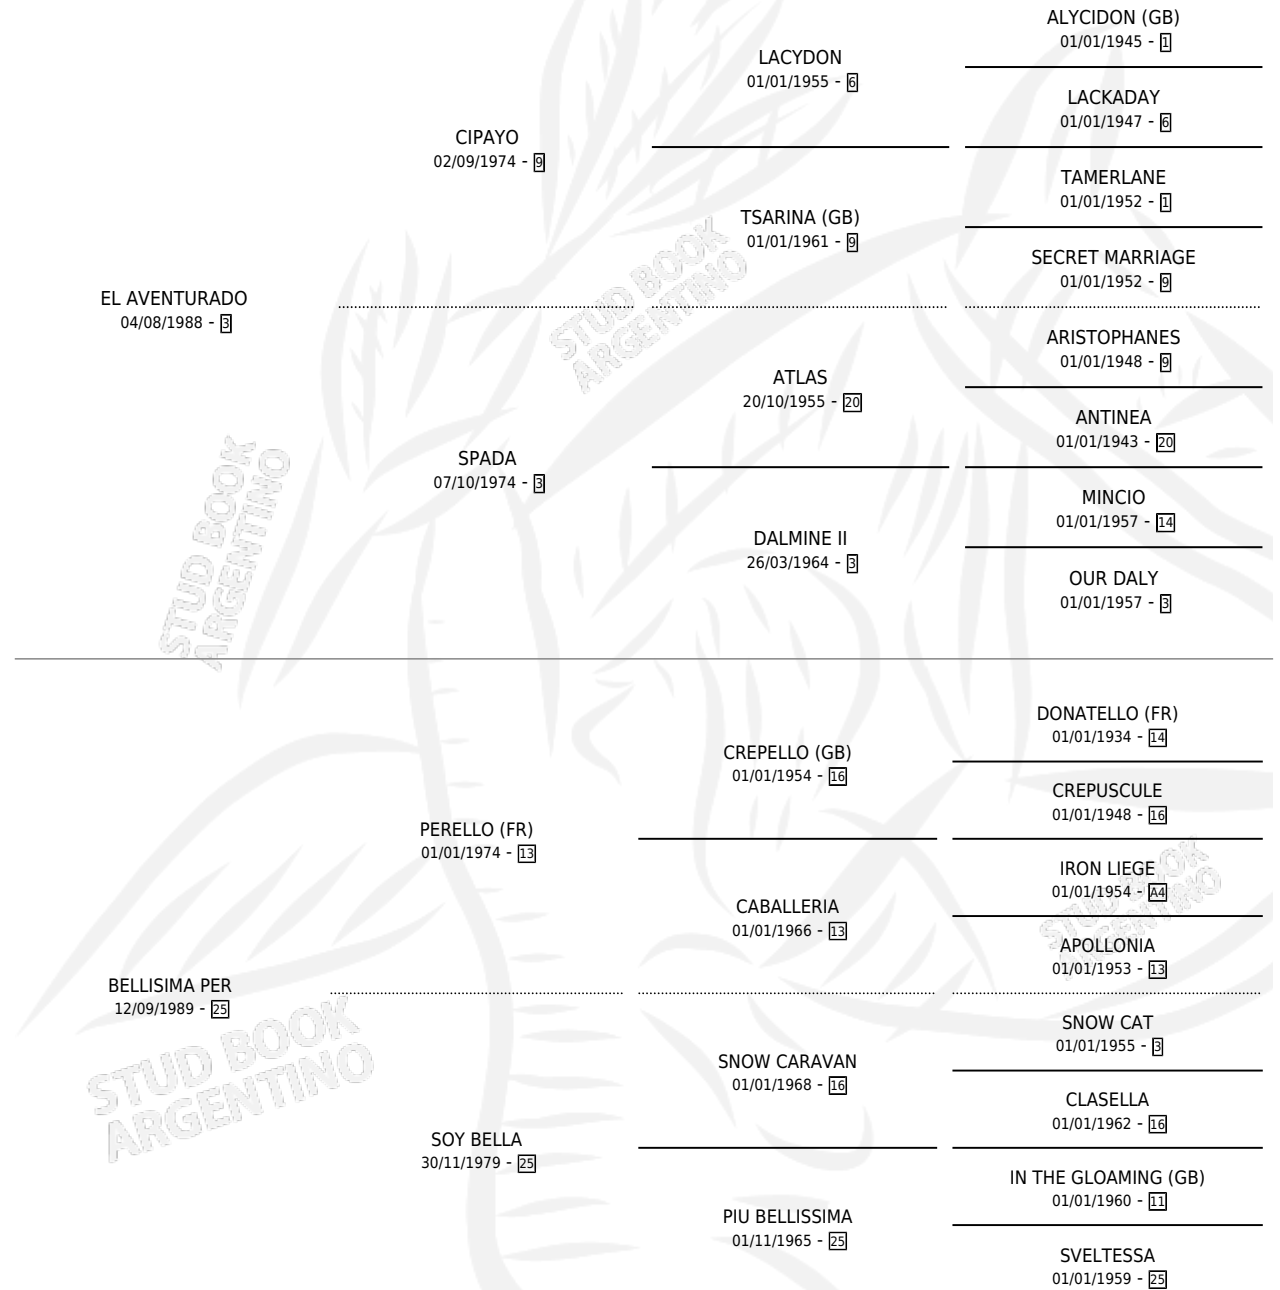 ALYCIDON (GB)
01/01/1945 - 1
LACYDON
01/01/1955 - 6
LACKADAY
01/01/1947 - 6
CIPAYO
02/09/1974 - 9
TAMERLANE
01/01/1952 - 1
TSARINA (GB)
01/01/1961 - 9
SECRET MARRIAGE
01/01/1952 - 9
EL AVENTURADO
04/08/1988 - 3
ARISTOPHANES
01/01/1948 - 9
ATLAS
20/10/1955 - 20
ANTINEA
01/01/1943 - 20
SPADA
07/10/1974 - 3
MINCIO
01/01/1957 - 14
DALMINE II
26/03/1964 - 3
OUR DALY
01/01/1957 - 3
STUD BOOK
ARGENTINO
STUD BOOK
ARGENTINO
DONATELLO (FR)
01/01/1934 - 14
CREPELLO (GB)
01/01/1954 - 16
CREPUSCULE
01/01/1948 - 16
PERELLO (FR)
01/01/1974 - 13
IRON LIEGE
01/01/1954 - A4
CABALLERIA
01/01/1966 - 13
APOLLONIA
01/01/1953 - 13
BELLISIMA PER
12/09/1989 - 25
SNOW CAT
01/01/1955 - 3
SNOW CARAVAN
01/01/1968 - 16
CLASELLA
01/01/1962 - 16
SOY BELLA
30/11/1979 - 25
IN THE GLOAMING (GB)
01/01/1960 - 11
PIU BELLISSIMA
01/11/1965 - 25
SVELTESSA
01/01/1959 - 25
STUD BOOK
ARGENTINO
STUD BOOK
ARGENTINO